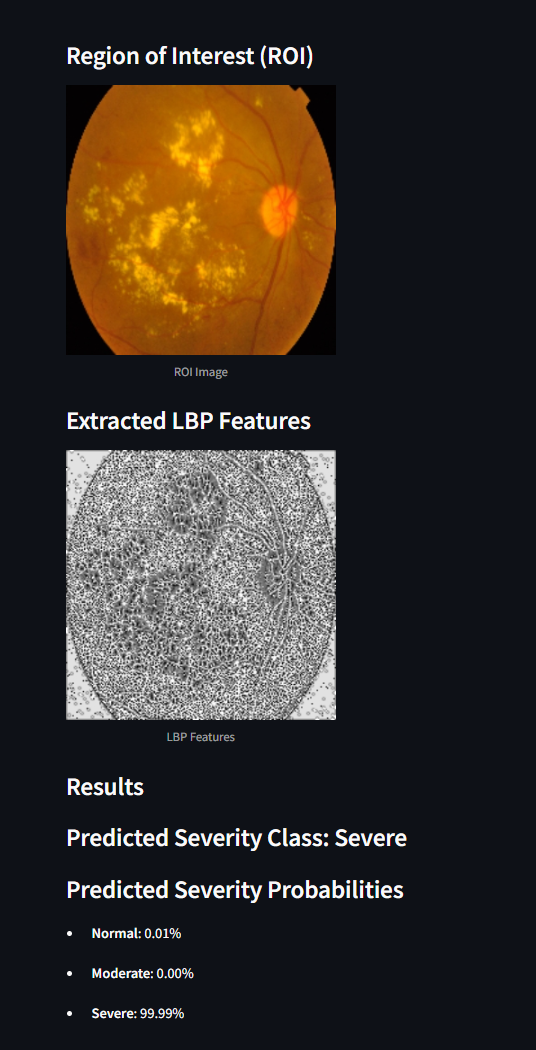 Region of Interest (ROI)
ROI Image
Extracted LBP Features
LBP Features
Results
Predicted Severity Class: Severe
Predicted Severity Probabilities
• Normal: 0.01%
• Moderate: 0.00%
• Severe: 99.99%